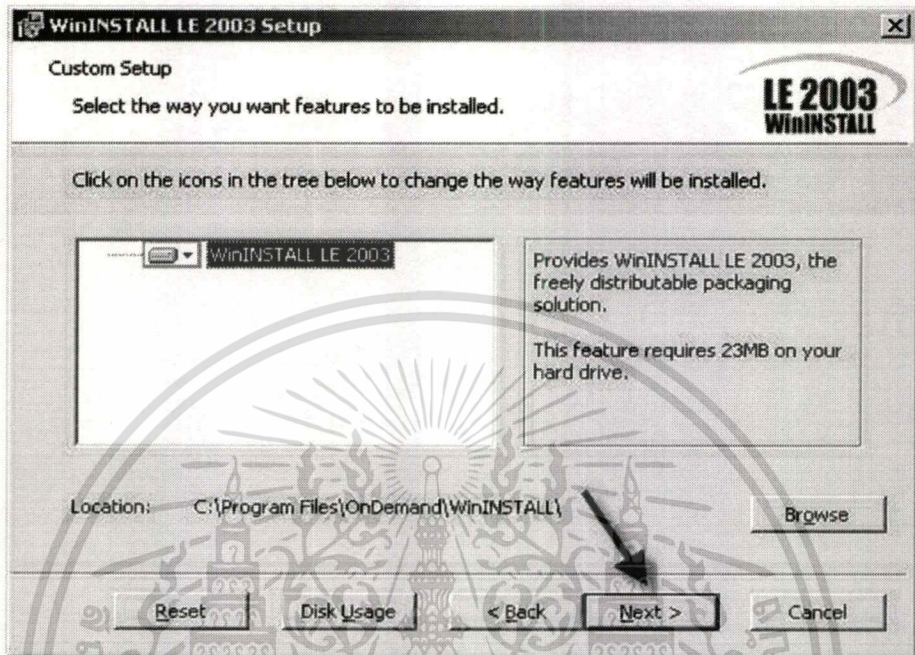 WinINSTALL LE 2003 Setup
Custom Setup
Select the way you want features to be installed.
LE 2003
WinINSTALL
Click on the icons in the tree below to change the way features will be installed.
WinINSTALL LE 2003
Provides WinINSTALL LE 2003, the
freely distributable packaging
solution.
This feature requires 23MB on your
hard drive.
Location: C:\Program Files\OnDemand\WinINSTALL\
Browse
Reset Disk Usage < Back Next > Cancel